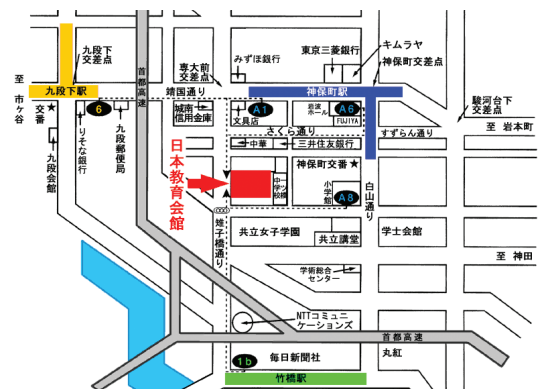 九段下
交差点
専大前
交差点
みずほ銀行
東京三菱銀行
キムラヤ
神保町交差点
至
市ヶ谷
九段下駅
首都高速
靖国通り
神保町駅
駿河台下
交差点
交番★
6
りそな銀行
九段郵便局
城南
信用金庫
A1
文具店
岩波
ホール
A6
FUJIYA
さくら通り
すずらん通り
至 岩本町
九段会館
日本教育会館
中華
三井住友銀行
神保町交番★
一ツ橋
中学校
小学館
A8
白山通り
雉子橋通り
共立女子学園
共立講堂
学士会館
至 神田
学術総合
センター
NTTコミュニ
ケーションズ
首都高速
1b
毎日新聞社
丸紅
竹橋駅